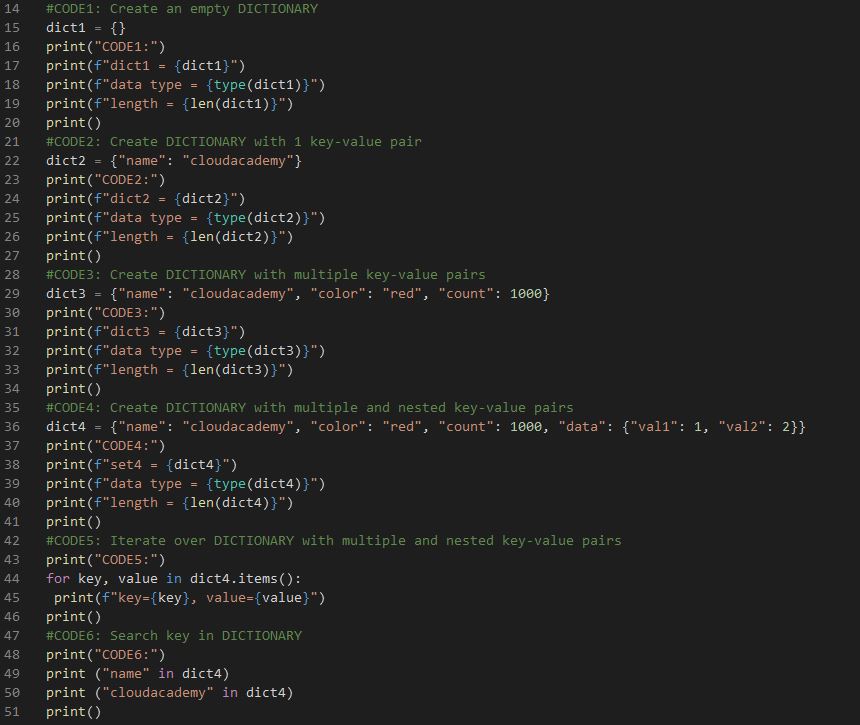 14 #CODE1: Create an empty DICTIONARY
15 dict1 = {}
16 print("CODE1:")
17 print(f"dict1 = {dict1}")
18 print(f"data type = {type(dict1)}")
19 print(f"length = {len(dict1)}")
20 print()
21 #CODE2: Create DICTIONARY with 1 key-value pair
22 dict2 = {"name": "cloudacademy"}
23 print("CODE2:")
24 print(f"dict2 = {dict2}")
25 print(f"data type = {type(dict2)}")
26 print(f"length = {len(dict2)}")
27 print()
28 #CODE3: Create DICTIONARY with multiple key-value pairs
29 dict3 = {"name": "cloudacademy", "color": "red", "count": 1000}
30 print("CODE3:")
31 print(f"dict3 = {dict3}")
32 print(f"data type = {type(dict3)}")
33 print(f"length = {len(dict3)}")
34 print()
35 #CODE4: Create DICTIONARY with multiple and nested key-value pairs
36 dict4 = {"name": "cloudacademy", "color": "red", "count": 1000, "data": {"val1": 1, "val2": 2}}
37 print("CODE4:")
38 print(f"set4 = {dict4}")
39 print(f"data type = {type(dict4)}")
40 print(f"length = {len(dict4)}")
41 print()
42 #CODE5: Iterate over DICTIONARY with multiple and nested key-value pairs
43 print("CODE5:")
44 for key, value in dict4.items():
45  print(f"key={key}, value={value}")
46 print()
47 #CODE6: Search key in DICTIONARY
48 print("CODE6:")
49 print ("name" in dict4)
50 print ("cloudacademy" in dict4)
51 print()